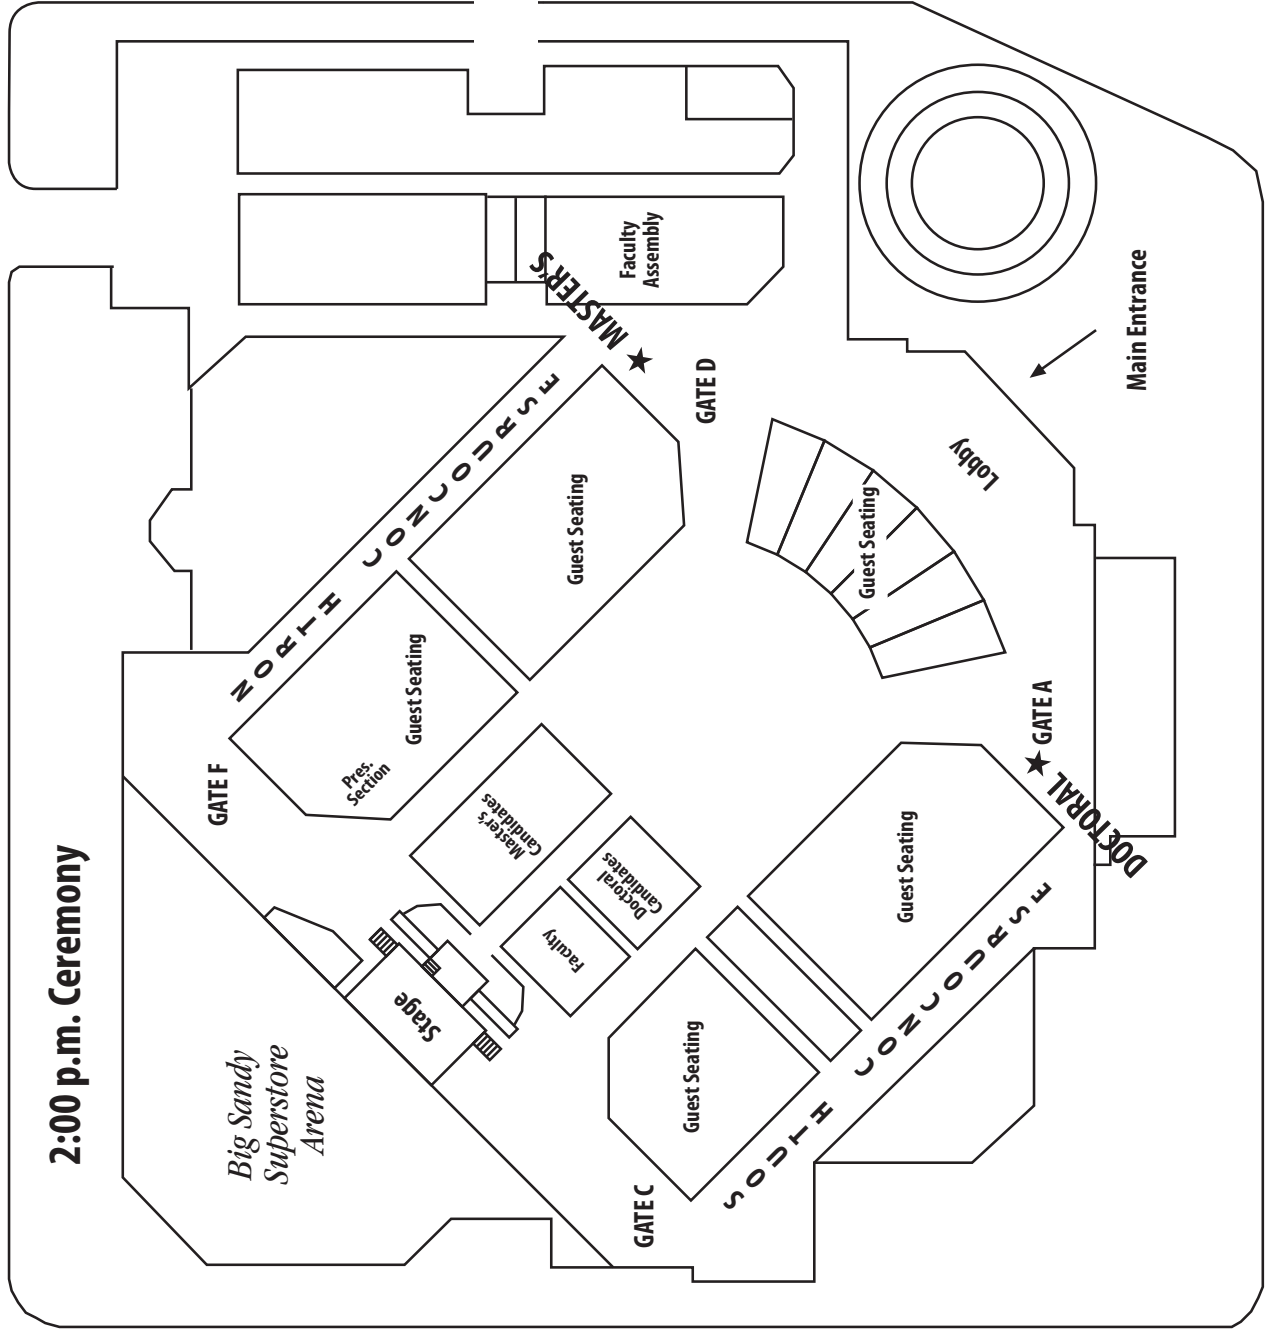 2:00 p.m. Ceremony
Big Sandy
Superstore
Arena
GATE F
Pres.
Section
Guest Seating
NORTH CONCOURSE
Guest Seating
MASTER'S
Faculty
Assembly
GATE D
Main Entrance
Lobby
Guest Seating
Stage
Master's
Candidates
Faculty
Doctoral
Candidates
GATE A
DOCTORAL
Guest Seating
Guest Seating
SOUTH CONCOURSE
GATE C